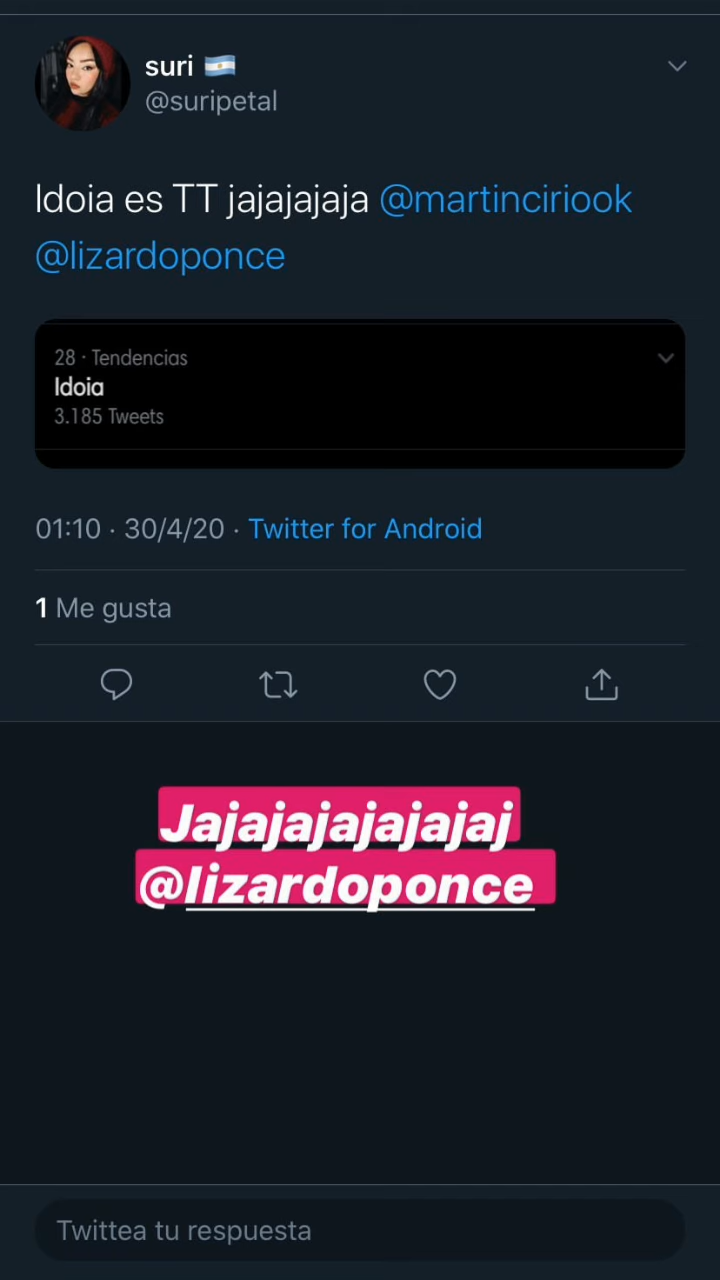 suri 🇦🇷
@suripetal
Idoia es TT jajajajaja @martinciriook
@lizardoponce
28 · Tendencias
Idoia
3.185 Tweets
01:10 · 30/4/20 · Twitter for Android
1 Me gusta
Jajajajajajajaj
@lizardoponce
Twittea tu respuesta